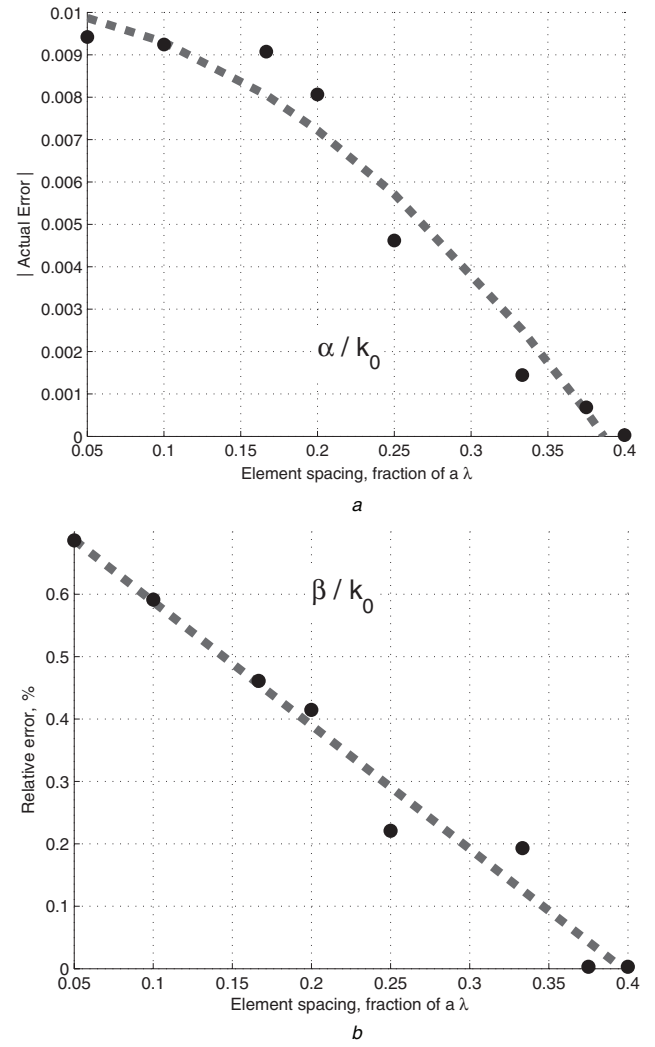 0.01
0.009
0.008
0.007
0.006
0.005
0.004
0.003
0.002
0.001
0
| Actual Error |
α / k0
0.05 0.1 0.15 0.2 0.25 0.3 0.35 0.4
Element spacing, fraction of a λ
a
0.6
0.5
0.4
0.3
0.2
0.1
0
Relative error, %
β / k0
0.05 0.1 0.15 0.2 0.25 0.3 0.35 0.4
Element spacing, fraction of a λ
b